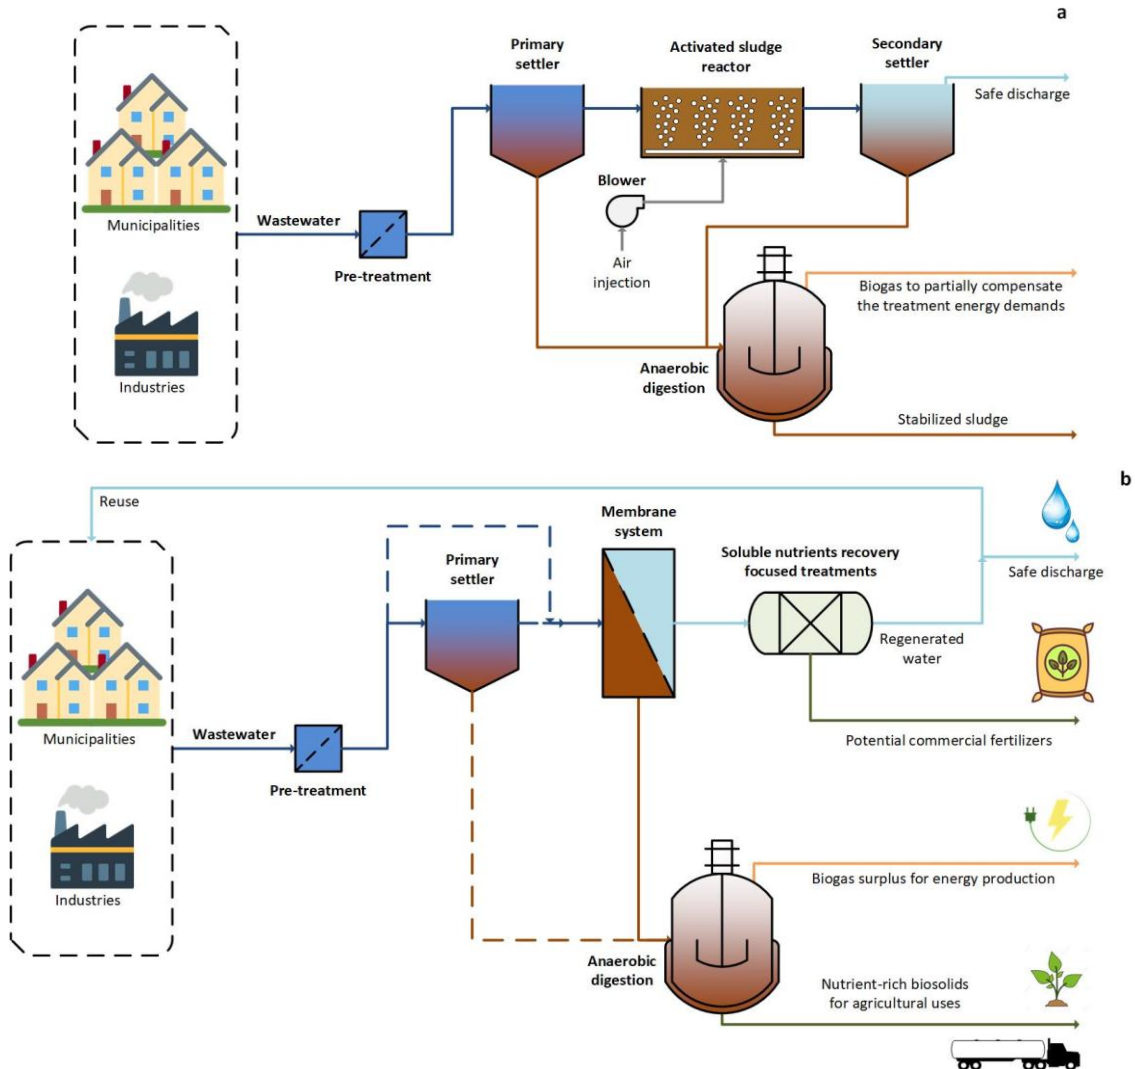 a
Primary
settler
Activated sludge
reactor
Secondary
settler
Safe discharge
Blower
Wastewater
Municipalities
Pre-treatment
Air
injection
Biogas to partially compensate
the treatment energy demands
Anaerobic
digestion
Industries
Stabilized sludge
b
Reuse
Membrane
system
Primary
settler
Soluble nutrients recovery
focused treatments
Safe discharge
Regenerated
water
Wastewater
Municipalities
Potential commercial fertilizers
Pre-treatment
Industries
Biogas surplus for energy production
Anaerobic
digestion
Nutrient-rich biosolids
for agricultural uses